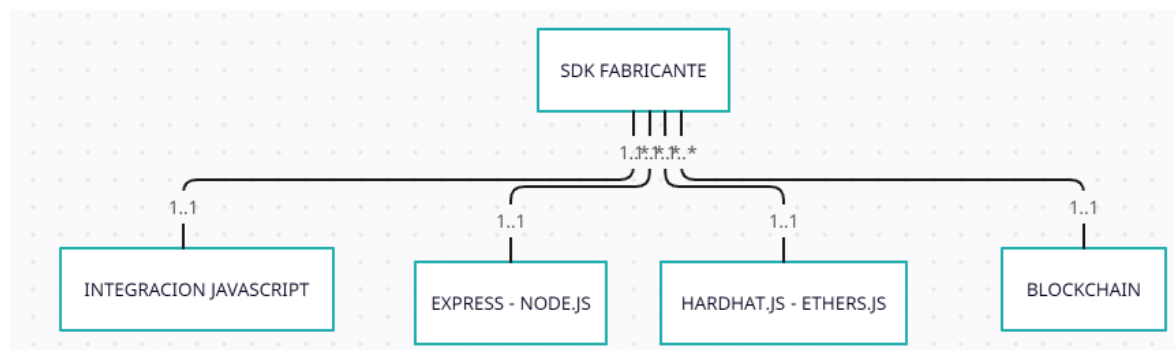 SDK FABRICANTE
1..1 1..1 1..1 1..1
INTEGRACION JAVASCRIPT
EXPRESS - NODE.JS
HARDHAT.JS - ETHERS.JS
BLOCKCHAIN